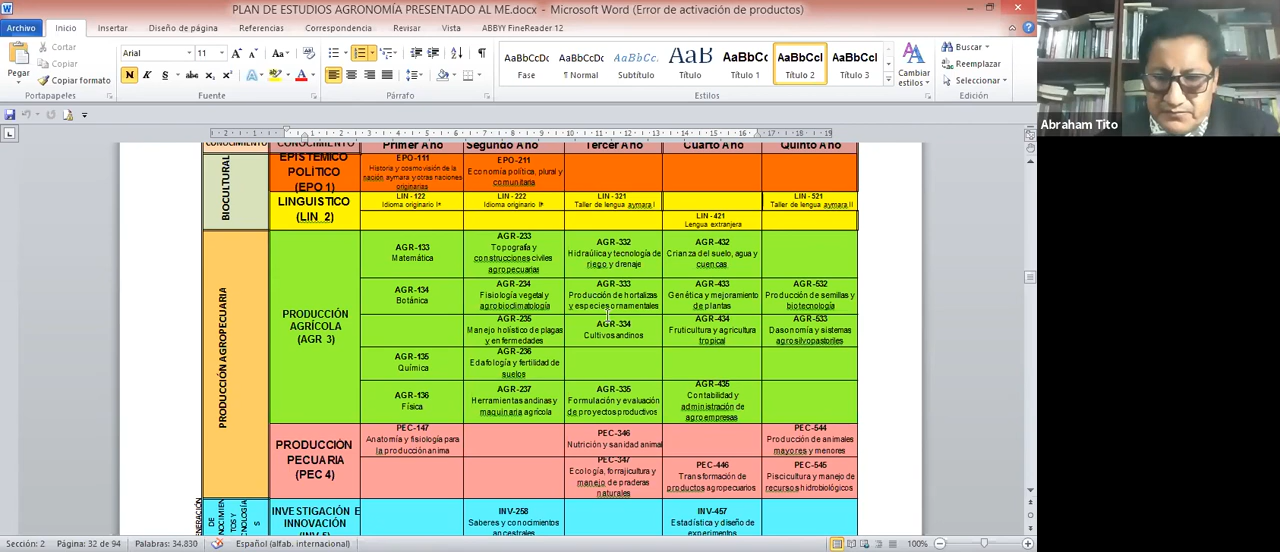 PLAN DE ESTUDIOS AGRONOMÍA PRESENTADO AL ME.docx - Microsoft Word (Error de activación de productos)
Archivo Inicio Insertar Diseño de página Referencias Correspondencia Revisar Vista ABBYY FineReader 12
Pegar
Cortar
Copiar
Copiar formato
Portapapeles
Arial 11
Fuente
Párrafo
AaBbCcDc AaBbCcDc AaBbCcL AaB AaBbCc AaBbCcI AaBbCcI
Fase ¶ Normal Subtítulo Título Título 1 Título 2 Título 3
Cambiar estilos
Estilos
Buscar
Reemplazar
Seleccionar
Edición
Abraham Tito
CONOCIMIENTO CONOCIMIENTO Primer Año Segundo Año Tercer Año Cuarto Año Quinto Año
BIOCULTURAL
EPISTÉMICO
POLÍTICO
(EPO 1)
EPO-111
Historia y cosmovisión de la
nación aymara y otras naciones
originarias
EPO-211
Economía política, plural y
comunitaria
LINGUISTICO
(LIN 2)
LIN - 122
Idioma originario Iª
LIN - 222
Idioma originario IIª
LIN - 321
Taller de lengua aymara I
LIN - 521
Taller de lengua aymara II
LIN - 421
Lengua extranjera
PRODUCCIÓN AGROPECUARIA
PRODUCCIÓN
AGRÍCOLA
(AGR 3)
AGR-133
Matemática
AGR-233
Topografía y
construcciones civiles
agropecuarias
AGR-332
Hidraúlica y tecnología de
riego y drenaje
AGR-432
Crianza del suelo, agua y
cuencas
AGR-134
Botánica
AGR-234
Fisiología vegetal y
agrobioclimatología
AGR-333
Producción de hortalizas
y especies ornamentales
AGR-433
Genética y mejoramiento
de plantas
AGR-532
Producción de semillas y
biotecnología
AGR-235
Manejo holístico de plagas
y enfermedades
AGR-334
Cultivos andinos
AGR-434
Fruticultura y agricultura
tropical
AGR-533
Dasonomía y sistemas
agrosilvopastoriles
AGR-135
Química
AGR-236
Edafología y fertilidad de
suelos
AGR-136
Física
AGR-237
Herramientas andinas y
maquinaria agrícola
AGR-335
Formulación y evaluación
de proyectos productivos
AGR-435
Contabilidad y
administración de
agroempresas
PRODUCCIÓN
PECUARIA
(PEC 4)
PEC-147
Anatomía y fisiología para
la producción anima
PEC-346
Nutrición y sanidad animal
PEC-544
Producción de animales
mayores y menores
PEC-347
Ecología, forrajicultura y
manejo de praderas
naturales
PEC-446
Transformación de
productos agropecuarios
PEC-545
Piscicultura y manejo de
recursos hidrobiológicos
INVESTIGACIÓN E
INNOVACIÓN
INV-258
Saberes y conocimientos
ancestrales
INV-457
Estadística y diseño de
experimentos
Sección: 2 Página: 32 de 94 Palabras: 34.830 Español (alfab. internacional) 100%